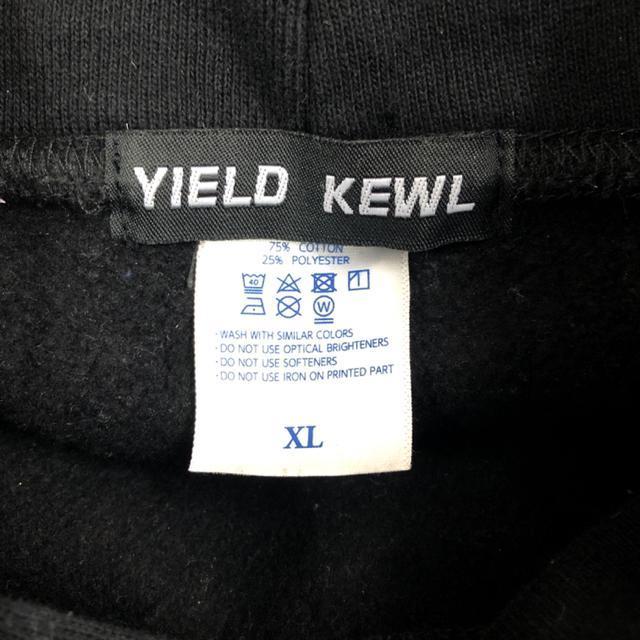 YIELD KEWL
75% COTTON
25% POLYESTER
40
W
· WASH WITH SIMILAR COLORS
· DO NOT USE OPTICAL BRIGHTENERS
· DO NOT USE SOFTENERS
· DO NOT USE IRON ON PRINTED PART
XL